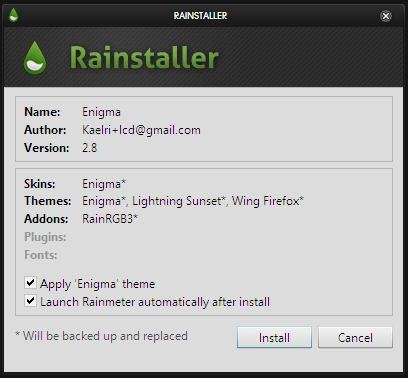 RAINSTALLER
Rainstaller
Name: Enigma
Author: Kaelri+lcd@gmail.com
Version: 2.8
Skins: Enigma*
Themes: Enigma*, Lightning Sunset*, Wing Firefox*
Addons: RainRGB3*
Plugins:
Fonts:
Apply 'Enigma' theme
Launch Rainmeter automatically after install
* Will be backed up and replaced
Install Cancel